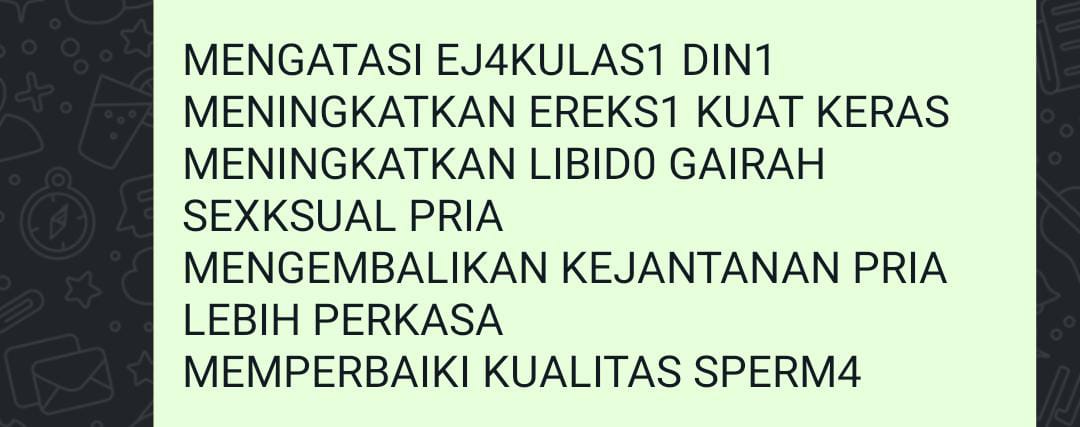 MENGATASI EJ4KULAS1 DIN1
MENINGKATKAN EREKS1 KUAT KERAS
MENINGKATKAN LIBID0 GAIRAH
SEXKSUAL PRIA
MENGEMBALIKAN KEJANTANAN PRIA
LEBIH PERKASA
MEMPERBAIKI KUALITAS SPERM4